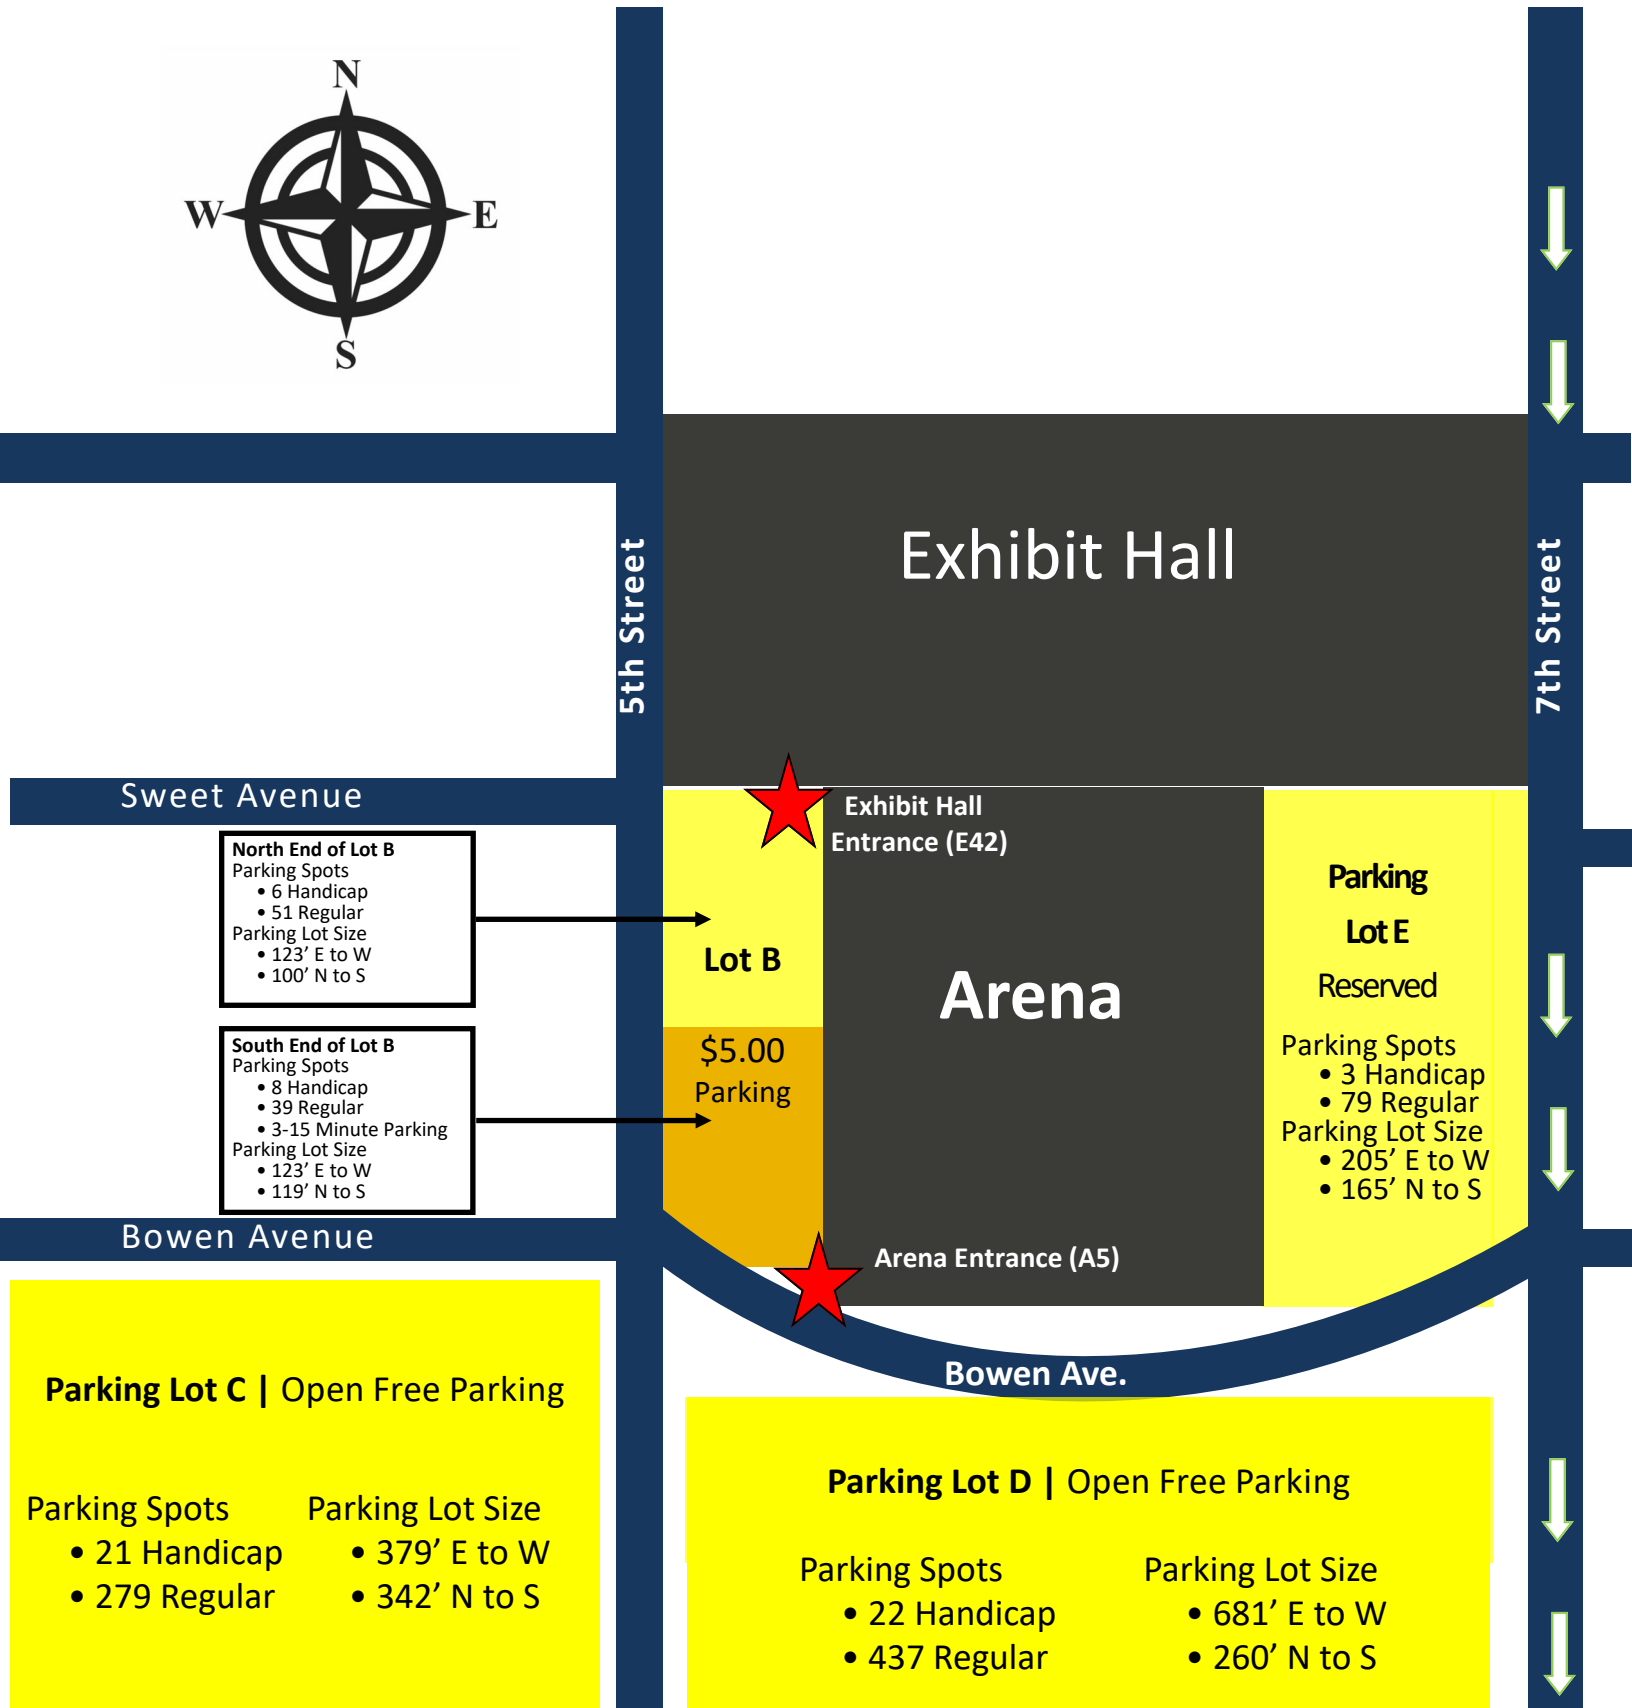 N
W
E
S
Exhibit Hall
5th Street
7th Street
Sweet Avenue
Exhibit Hall
Entrance (E42)
North End of Lot B
Parking Spots
• 6 Handicap
• 51 Regular
Parking Lot Size
• 123’ E to W
• 100’ N to S
Lot B
Arena
Parking
Lot E
Reserved
Parking Spots
• 3 Handicap
• 79 Regular
Parking Lot Size
• 205’ E to W
• 165’ N to S
South End of Lot B
Parking Spots
• 8 Handicap
• 39 Regular
• 3-15 Minute Parking
Parking Lot Size
• 123’ E to W
• 119’ N to S
$5.00
Parking
Bowen Avenue
Arena Entrance (A5)
Bowen Ave.
Parking Lot C | Open Free Parking
Parking Spots
• 21 Handicap
• 279 Regular
Parking Lot Size
• 379’ E to W
• 342’ N to S
Parking Lot D | Open Free Parking
Parking Spots
• 22 Handicap
• 437 Regular
Parking Lot Size
• 681’ E to W
• 260’ N to S